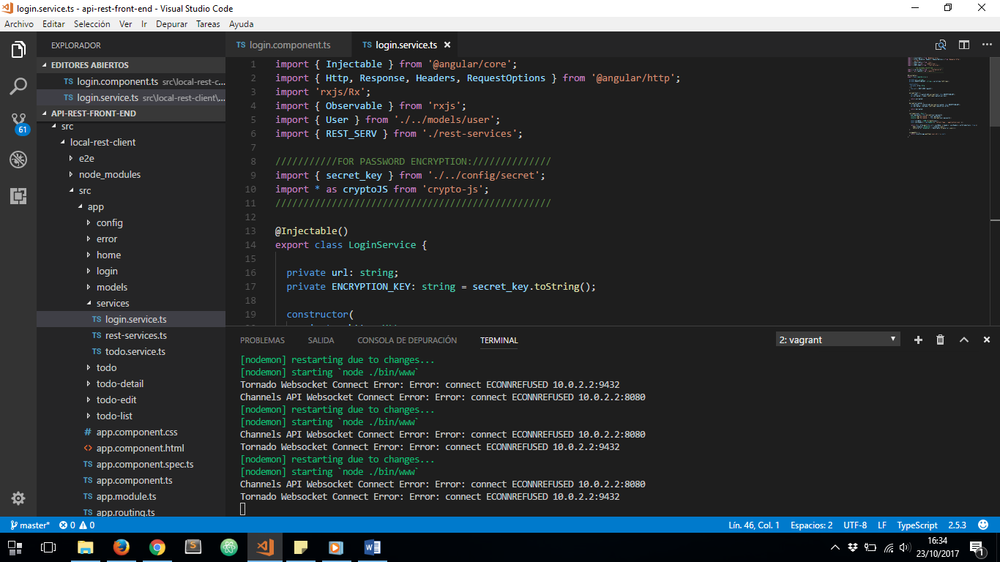 login.service.ts - api-rest-front-end - Visual Studio Code
Archivo Editar Selección Ver Ir Depurar Tareas Ayuda
EXPLORADOR
EDITORES ABIERTOS
TS login.component.ts src\local-rest-c...
TS login.service.ts src\local-rest-client\...
API-REST-FRONT-END
src
local-rest-client
e2e
node_modules
src
app
config
error
home
login
models
services
TS login.service.ts
TS rest-services.ts
TS todo.service.ts
todo
todo-detail
todo-edit
todo-list
# app.component.css
<> app.component.html
TS app.component.spec.ts
TS app.component.ts
TS app.module.ts
TS app.routing.ts
61
TS login.component.ts TS login.service.ts
1 import { Injectable } from '@angular/core';
2 import { Http, Response, Headers, RequestOptions } from '@angular/http';
3 import 'rxjs/Rx';
4 import { Observable } from 'rxjs';
5 import { User } from './../models/user';
6 import { REST_SERV } from './rest-services';
7
8 ///////////FOR PASSWORD ENCRYPTION://////////////
9 import { secret_key } from './../config/secret';
10 import * as cryptoJS from 'crypto-js';
11 /////////////////////////////////////////////////
12
13 @Injectable()
14 export class LoginService {
15
16 private url: string;
17 private ENCRYPTION_KEY: string = secret_key.toString();
18
19 constructor(
PROBLEMAS SALIDA CONSOLA DE DEPURACIÓN TERMINAL 2: vagrant
[nodemon] restarting due to changes...
[nodemon] starting `node ./bin/www`
Tornado Websocket Connect Error: Error: connect ECONNREFUSED 10.0.2.2:9432
Channels API Websocket Connect Error: Error: connect ECONNREFUSED 10.0.2.2:8080
[nodemon] restarting due to changes...
[nodemon] starting `node ./bin/www`
Channels API Websocket Connect Error: Error: connect ECONNREFUSED 10.0.2.2:8080
Tornado Websocket Connect Error: Error: connect ECONNREFUSED 10.0.2.2:9432
[nodemon] restarting due to changes...
[nodemon] starting `node ./bin/www`
Channels API Websocket Connect Error: Error: connect ECONNREFUSED 10.0.2.2:8080
Tornado Websocket Connect Error: Error: connect ECONNREFUSED 10.0.2.2:9432
master* 0 0 Lín. 46, Col. 1 Espacios: 2 UTF-8 LF TypeScript 2.5.3
16:34
23/10/2017
1